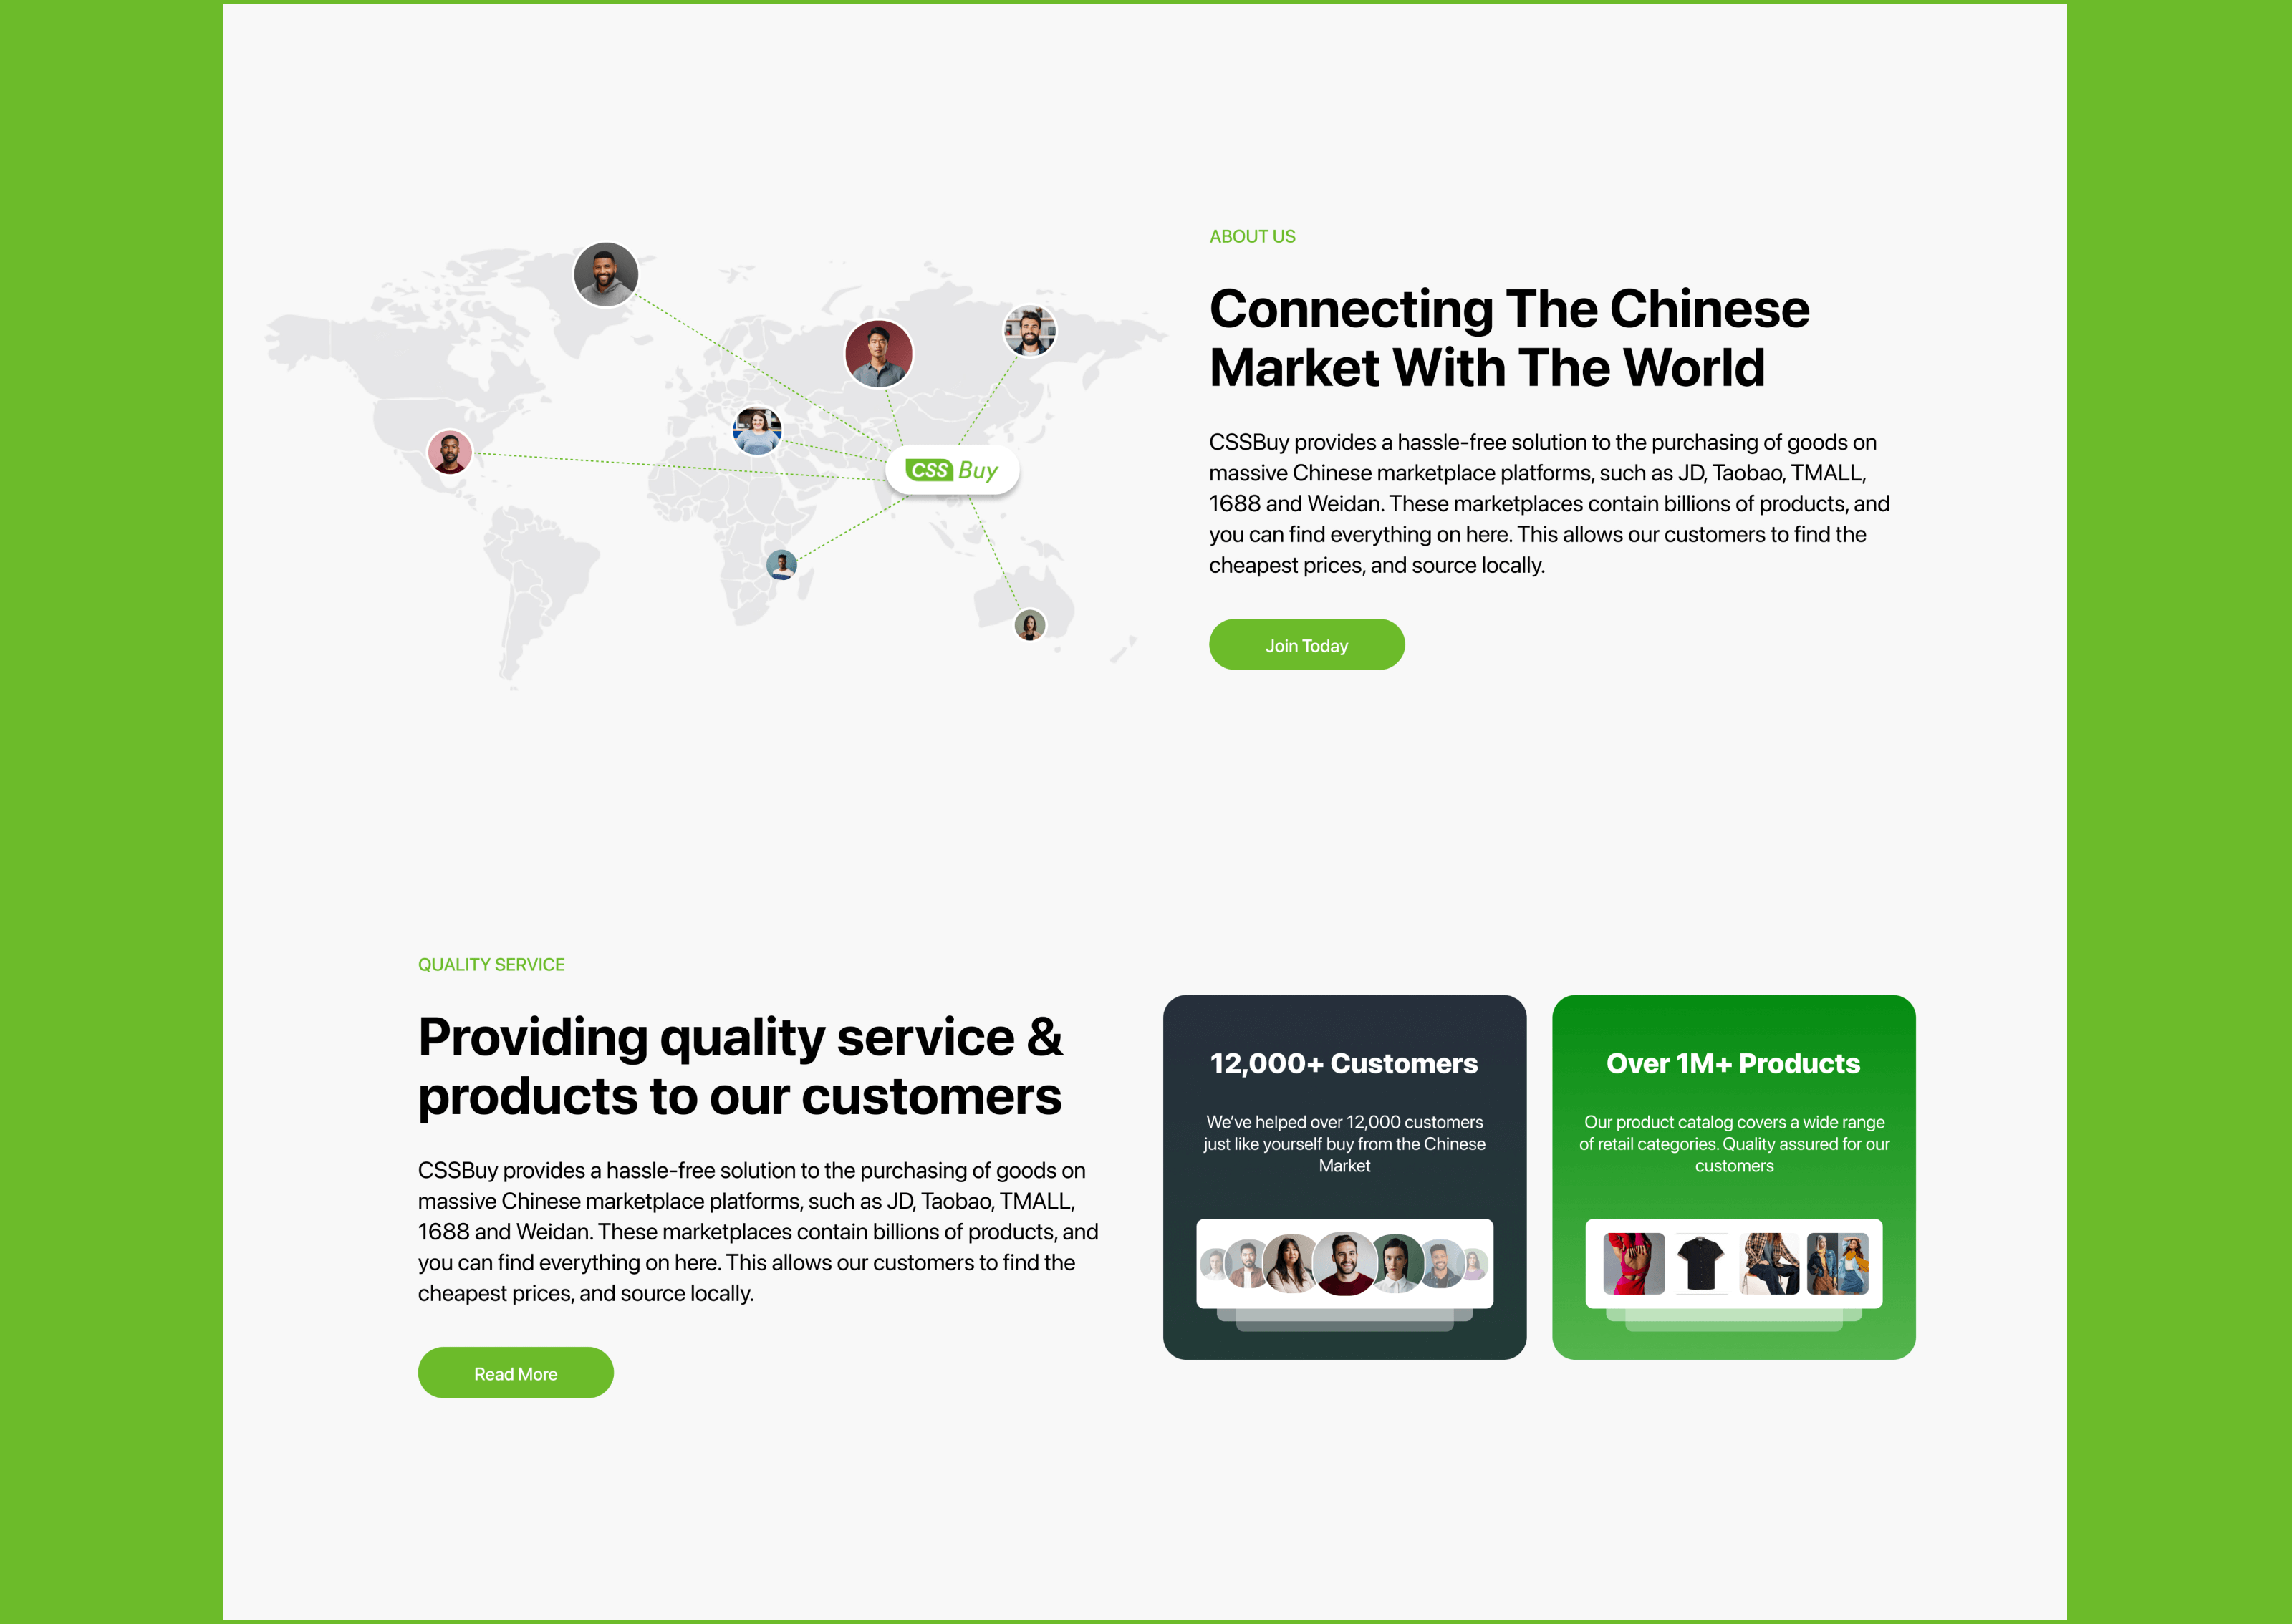 ABOUT US
Connecting The Chinese
Market With The World
CSSBuy provides a hassle-free solution to the purchasing of goods on
massive Chinese marketplace platforms, such as JD, Taobao, TMALL,
1688 and Weidan. These marketplaces contain billions of products, and
you can find everything on here. This allows our customers to find the
cheapest prices, and source locally.
Join Today
CSS Buy
QUALITY SERVICE
Providing quality service &
products to our customers
CSSBuy provides a hassle-free solution to the purchasing of goods on
massive Chinese marketplace platforms, such as JD, Taobao, TMALL,
1688 and Weidan. These marketplaces contain billions of products, and
you can find everything on here. This allows our customers to find the
cheapest prices, and source locally.
Read More
12,000+ Customers
We've helped over 12,000 customers
just like yourself buy from the Chinese
Market
Over 1M+ Products
Our product catalog covers a wide range
of retail categories. Quality assured for our
customers